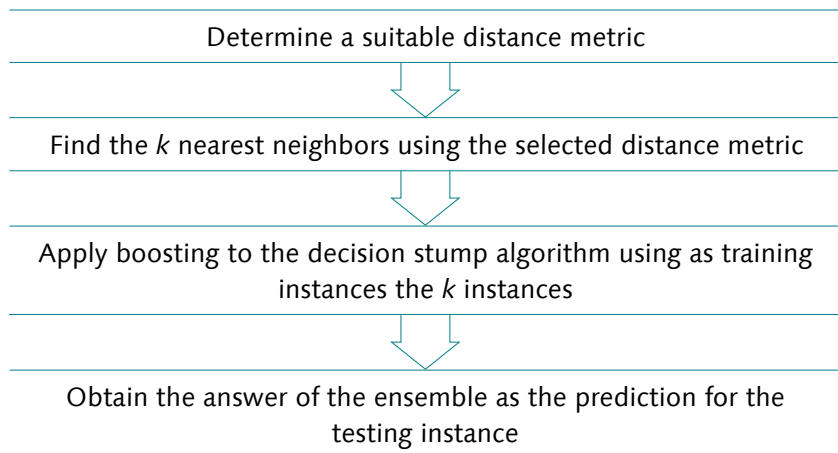 Determine a suitable distance metric
Find the k nearest neighbors using the selected distance metric
Apply boosting to the decision stump algorithm using as training
instances the k instances
Obtain the answer of the ensemble as the prediction for the
testing instance